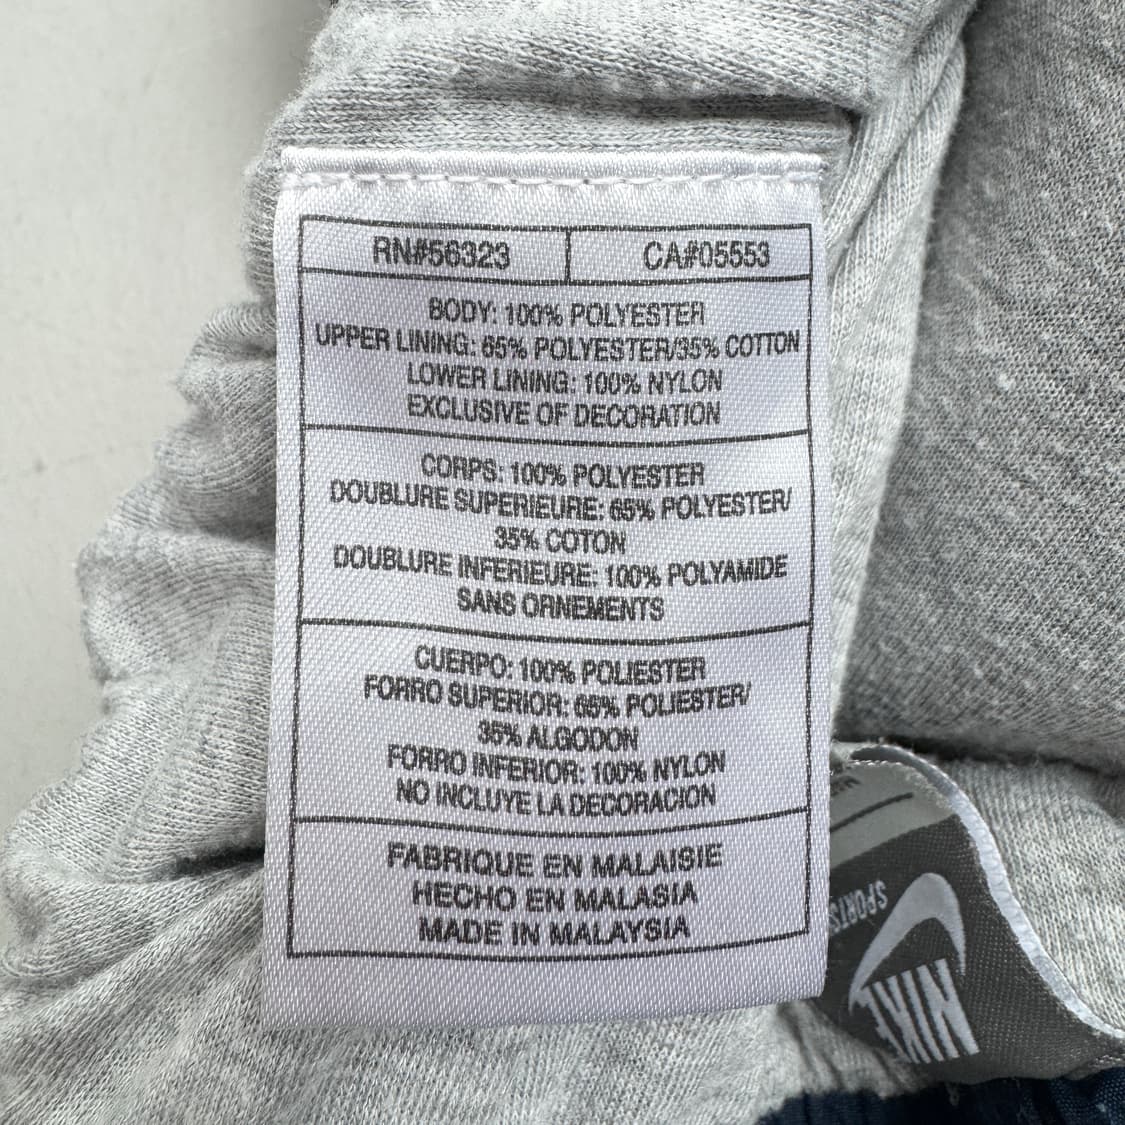 RN#56323 CA#05553
BODY: 100% POLYESTER
UPPER LINING: 65% POLYESTER/35% COTTON
LOWER LINING: 100% NYLON
EXCLUSIVE OF DECORATION
CORPS: 100% POLYESTER
DOUBLURE SUPERIEURE: 65% POLYESTER/
35% COTON
DOUBLURE INFERIEURE: 100% POLYAMIDE
SANS ORNEMENTS
CUERPO: 100% POLIESTER
FORRO SUPERIOR: 65% POLIESTER/
35% ALGODON
FORRO INFERIOR: 100% NYLON
NO INCLUYE LA DECORACION
FABRIQUE EN MALAISIE
HECHO EN MALASIA
MADE IN MALAYSIA
NIKE